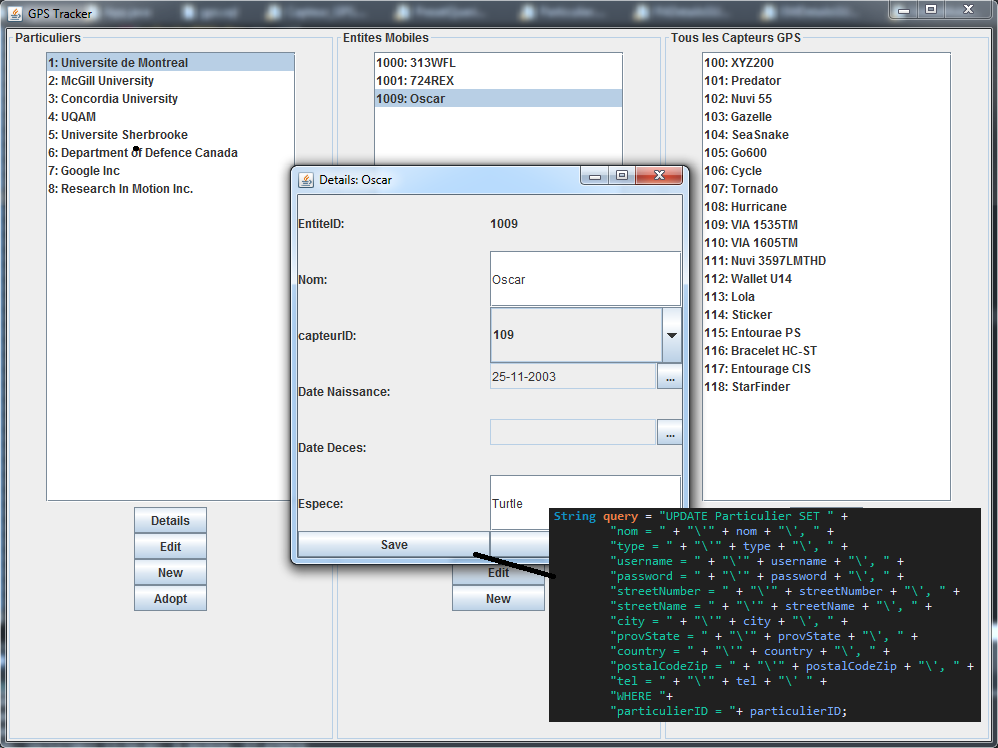 GPS Tracker
Particuliers
1: Universite de Montreal
2: McGill University
3: Concordia University
4: UQAM
5: Universite Sherbrooke
6: Department of Defence Canada
7: Google Inc
8: Research In Motion Inc.
Details
Edit
New
Adopt
Entites Mobiles
1000: 313WFL
1001: 724REX
1009: Oscar
Edit
New
Tous les Capteurs GPS
100: XYZ200
101: Predator
102: Nuvi 55
103: Gazelle
104: SeaSnake
105: Go600
106: Cycle
107: Tornado
108: Hurricane
109: VIA 1535TM
110: VIA 1605TM
111: Nuvi 3597LMTHD
112: Wallet U14
113: Lola
114: Sticker
115: Entourae PS
116: Bracelet HC-ST
117: Entourage CIS
118: StarFinder
Details: Oscar
EntiteID: 1009
Nom: Oscar
capteurID: 109
Date Naissance: 25-11-2003 ...
Date Deces: ...
Espece: Turtle
Save
String query = "UPDATE Particulier SET " +
"nom = " + "\'" + nom + "\', " +
"type = " + "\'" + type + "\', " +
"username = " + "\'" + username + "\', " +
"password = " + "\'" + password + "\', " +
"streetNumber = " + "\'" + streetNumber + "\', " +
"streetName = " + "\'" + streetName + "\', " +
"city = " + "\'" + city + "\', " +
"provState = " + "\'" + provState + "\', " +
"country = " + "\'" + country + "\', " +
"postalCodeZip = " + "\'" + postalCodeZip + "\', " +
"tel = " + "\'" + tel + "\' " +
"WHERE "+
"particulierID = "+ particulierID;